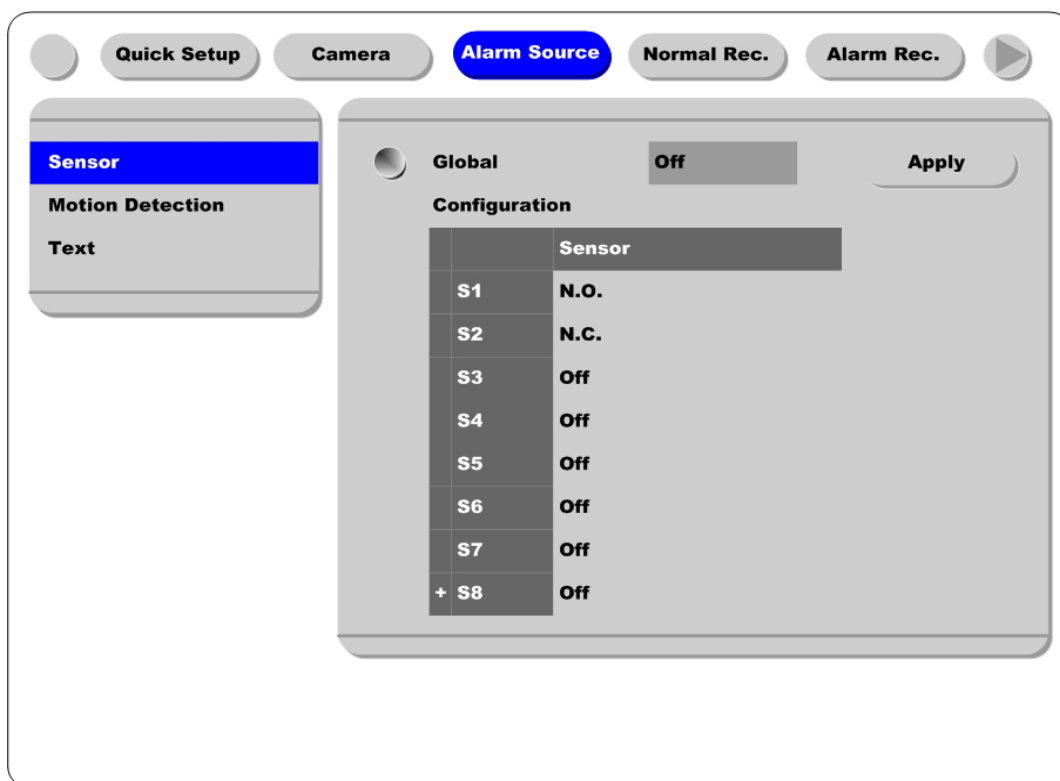 Quick Setup Camera Alarm Source Normal Rec. Alarm Rec.
Sensor
Motion Detection
Text
Global Off Apply
Configuration
Sensor
S1 N.O.
S2 N.C.
S3 Off
S4 Off
S5 Off
S6 Off
S7 Off
+ S8 Off